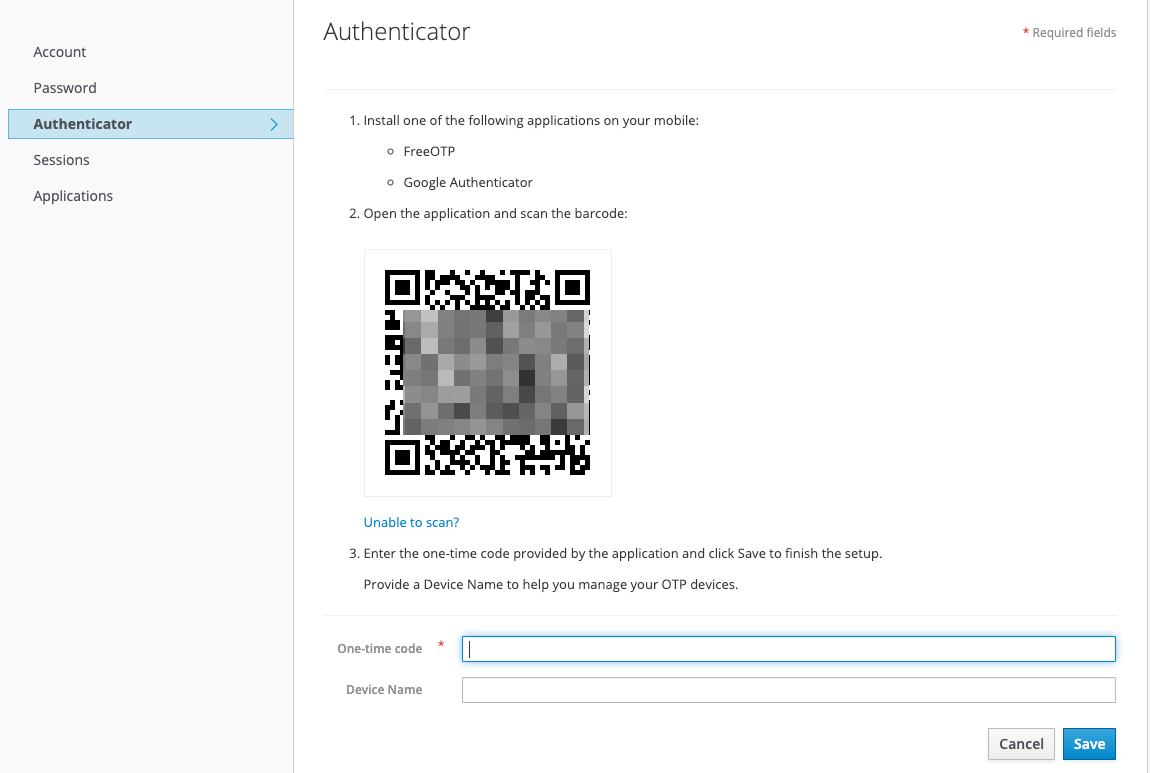 Account
Password
Authenticator
Sessions
Applications
Authenticator
* Required fields
1. Install one of the following applications on your mobile:
FreeOTP
Google Authenticator
2. Open the application and scan the barcode:
Unable to scan?
3. Enter the one-time code provided by the application and click Save to finish the setup.
Provide a Device Name to help you manage your OTP devices.
One-time code *
Device Name
Cancel Save